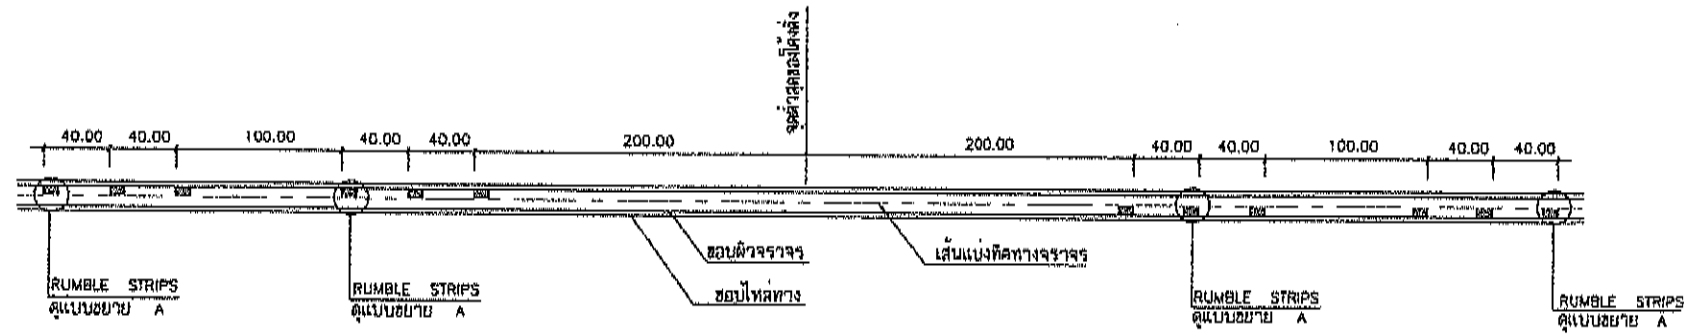 จุดต่ำสุดของโค้งดิ่ง
40.00 40.00 100.00 40.00 40.00 200.00 200.00 40.00 40.00 100.00 40.00 40.00
ขอบผิวจราจร
เส้นแบ่งทิศทางจราจร
ขอบไหล่ทาง
RUMBLE STRIPS
ดูแบบขยาย A
RUMBLE STRIPS
ดูแบบขยาย A
RUMBLE STRIPS
ดูแบบขยาย A
RUMBLE STRIPS
ดูแบบขยาย A